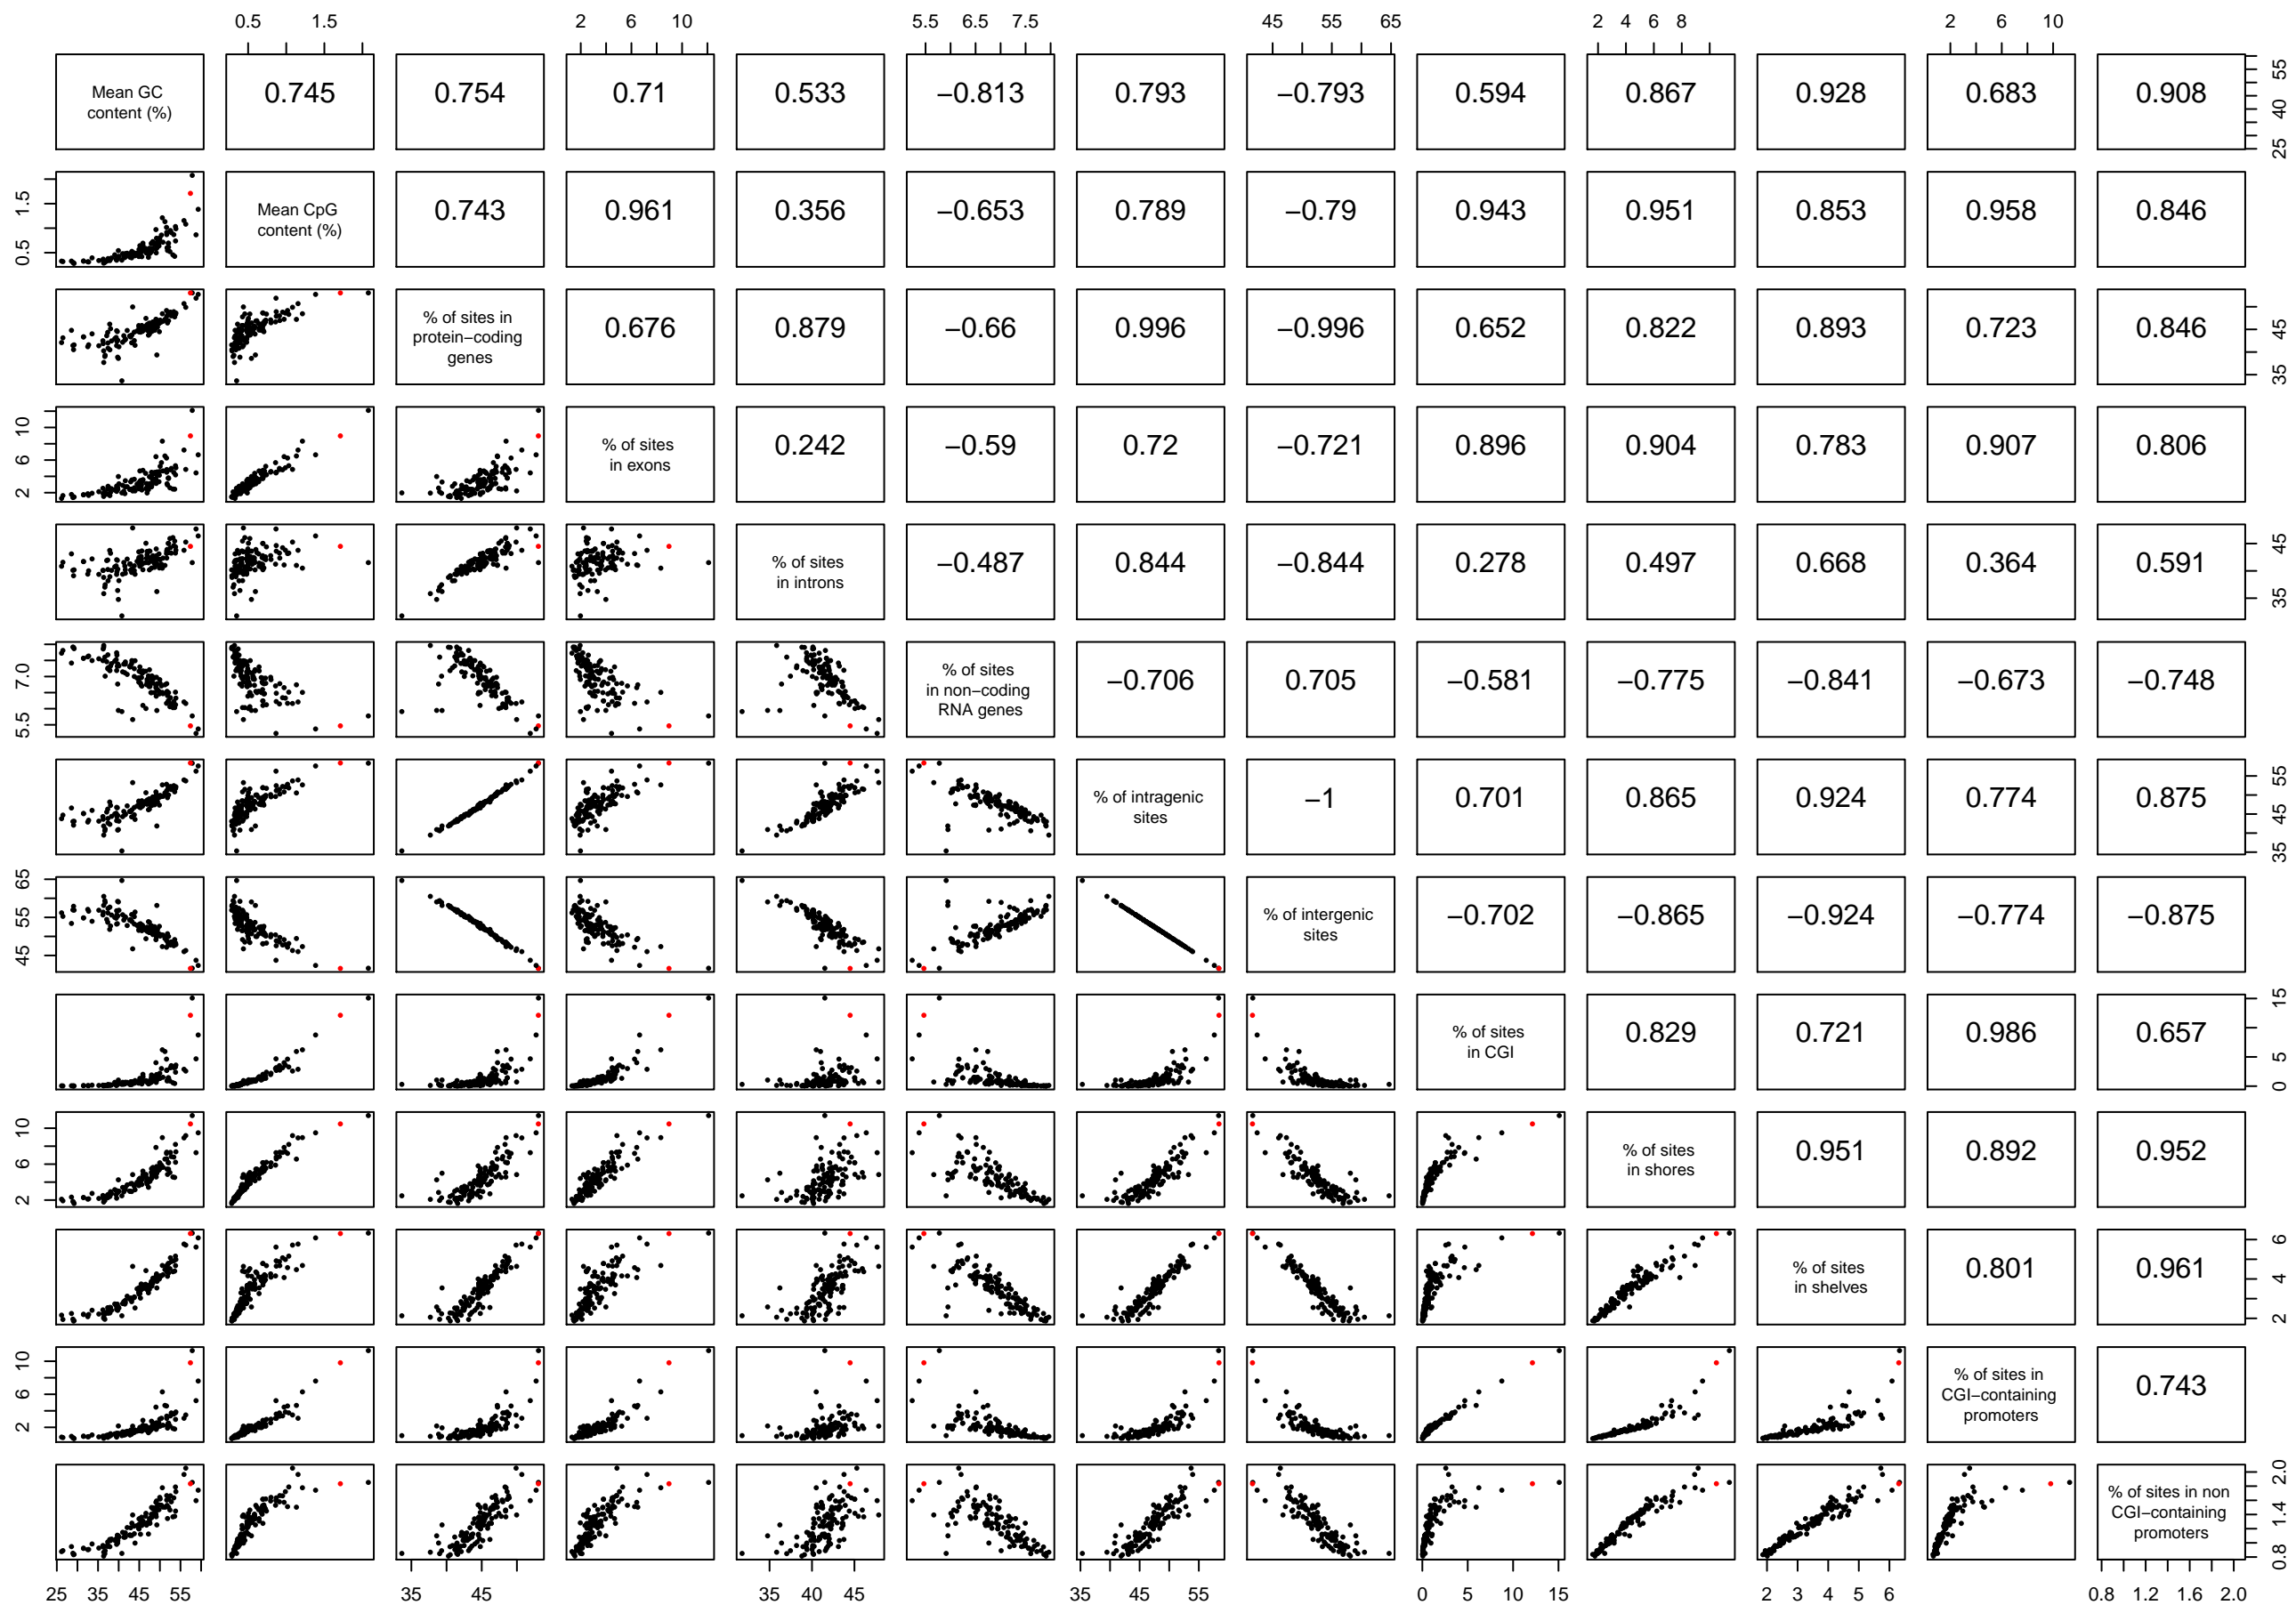 0.5 1.5 2 6 10 5.5 6.5 7.5 45 55 65 2 4 6 8 2 6 10
Mean GC
content (%)
0.745 0.754 0.71 0.533 −0.813 0.793 −0.793 0.594 0.867 0.928 0.683 0.908
25 40 55
0.5 1.5
Mean CpG
content (%)
0.743 0.961 0.356 −0.653 0.789 −0.79 0.943 0.951 0.853 0.958 0.846
% of sites in
protein−coding
genes
0.676 0.879 −0.66 0.996 −0.996 0.652 0.822 0.893 0.723 0.846
35 45
2 6 10
% of sites
in exons
0.242 −0.59 0.72 −0.721 0.896 0.904 0.783 0.907 0.806
% of sites
in introns
−0.487 0.844 −0.844 0.278 0.497 0.668 0.364 0.591
35 45
5.5 7.0
% of sites
in non−coding
RNA genes
−0.706 0.705 −0.581 −0.775 −0.841 −0.673 −0.748
% of intragenic
sites
−1 0.701 0.865 0.924 0.774 0.875
35 45 55
45 55 65
% of intergenic
sites
−0.702 −0.865 −0.924 −0.774 −0.875
% of sites
in CGI
0.829 0.721 0.986 0.657
0 5 15
2 6 10
% of sites
in shores
0.951 0.892 0.952
% of sites
in shelves
0.801 0.961
2 4 6
2 6 10
% of sites in
CGI−containing
promoters
0.743
% of sites in non
CGI−containing
promoters
0.8 1.4 2.0
25 35 45 55 35 45 35 40 45 35 45 55 0 5 10 15 2 3 4 5 6 0.8 1.2 1.6 2.0